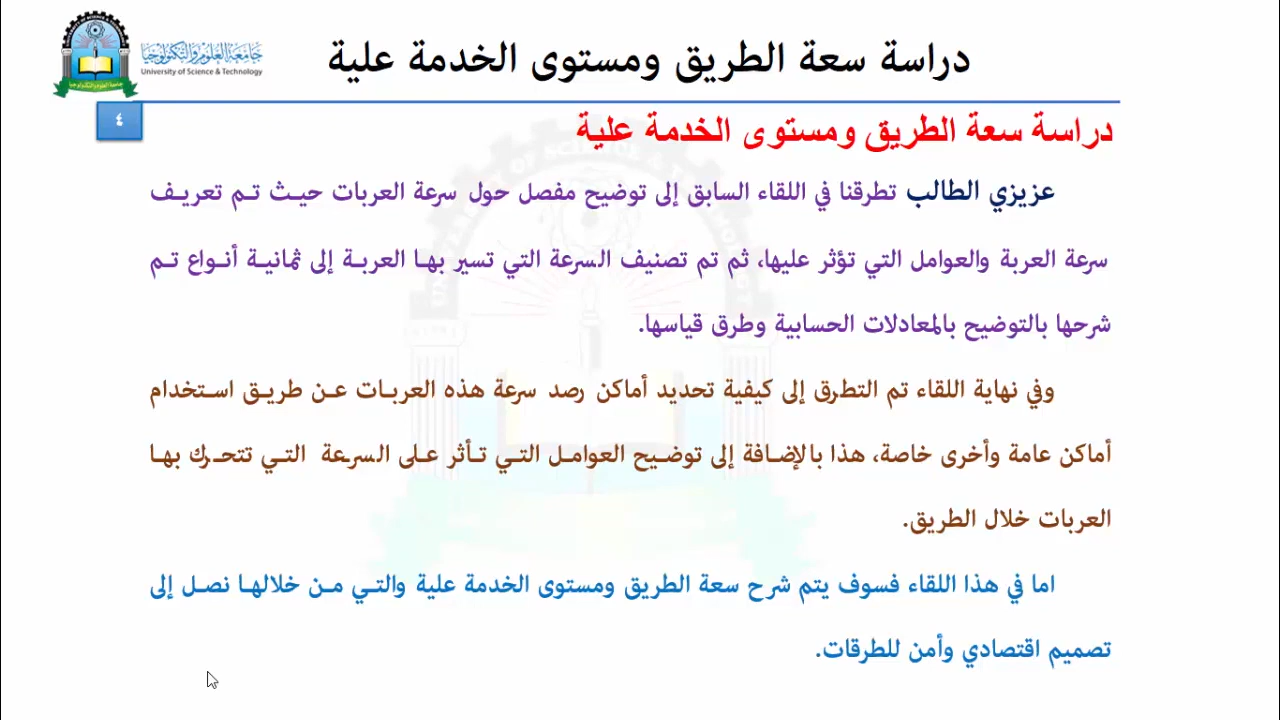 دراسة سعة الطريق ومستوى الخدمة علية
جامعة العلوم والتكنولوجيا
University of Science & Technology
٤
دراسة سعة الطريق ومستوى الخدمة علية
عزيزي الطالب تطرقنا في اللقاء السابق إلى توضيح مفصل حول سرعة العربات حيث تم تعريف
سرعة العربة والعوامل التي تؤثر عليها، ثم تم تصنيف السرعة التي تسير بها العربة إلى ثمانية أنواع تم
شرحها بالتوضيح بالمعادلات الحسابية وطرق قياسها.
وفي نهاية اللقاء تم التطرق إلى كيفية تحديد أماكن رصد سرعة هذه العربات عن طريق استخدام
أماكن عامة وأخرى خاصة، هذا بالإضافة إلى توضيح العوامل التي تأثر على السرعة التي تتحرك بها
العربات خلال الطريق.
اما في هذا اللقاء فسوف يتم شرح سعة الطريق ومستوى الخدمة علية والتي من خلالها نصل إلى
تصميم اقتصادي وأمن للطرقات.